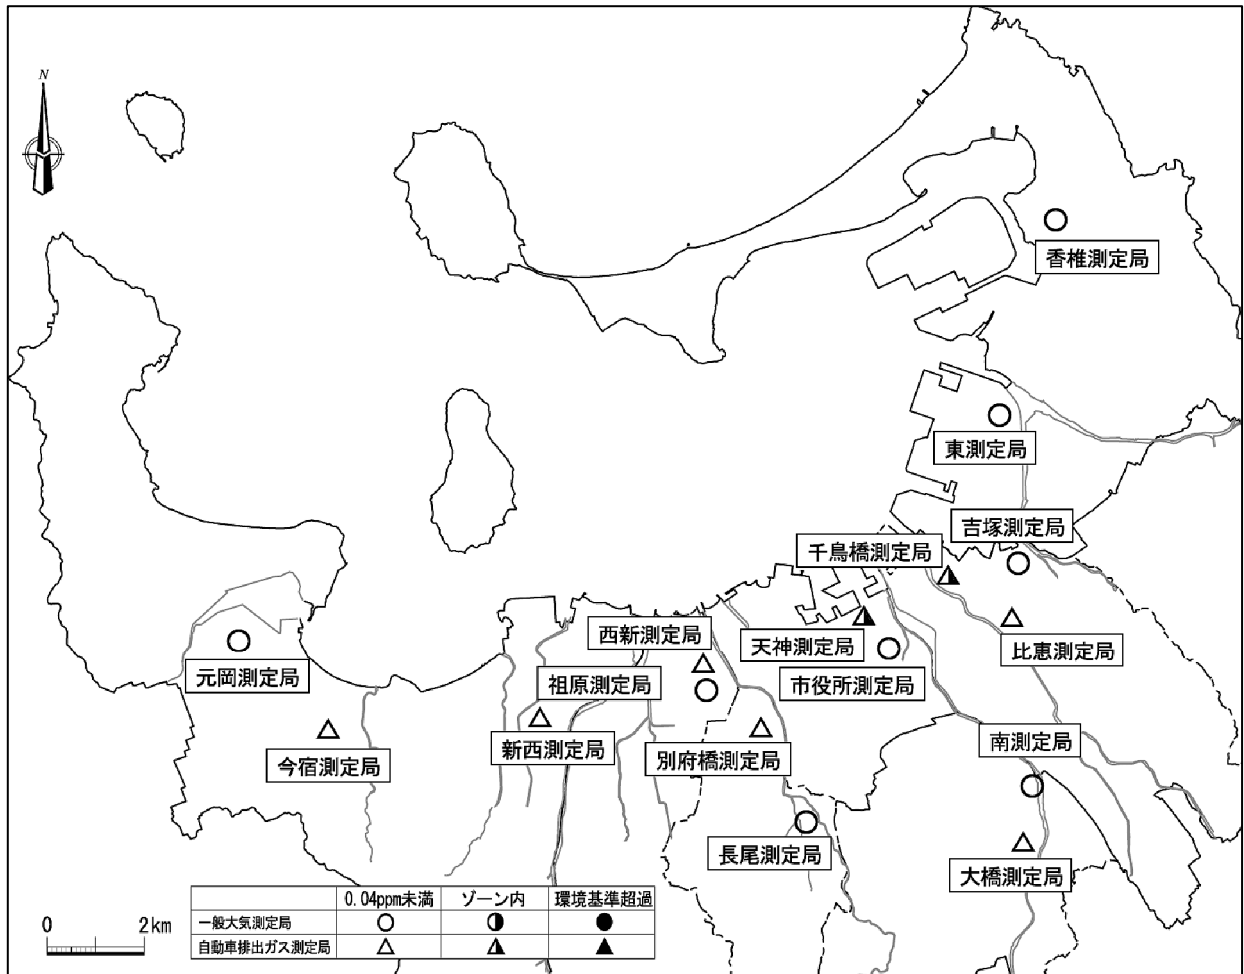 N
香椎測定局
東測定局
吉塚測定局
千鳥橋測定局
西新測定局
天神測定局
比恵測定局
元岡測定局
祖原測定局
市役所測定局
新西測定局
別府橋測定局
南測定局
今宿測定局
長尾測定局
大橋測定局
0.04ppm未満 ゾーン内 環境基準超過
一般大気測定局
自動車排出ガス測定局
0 2km